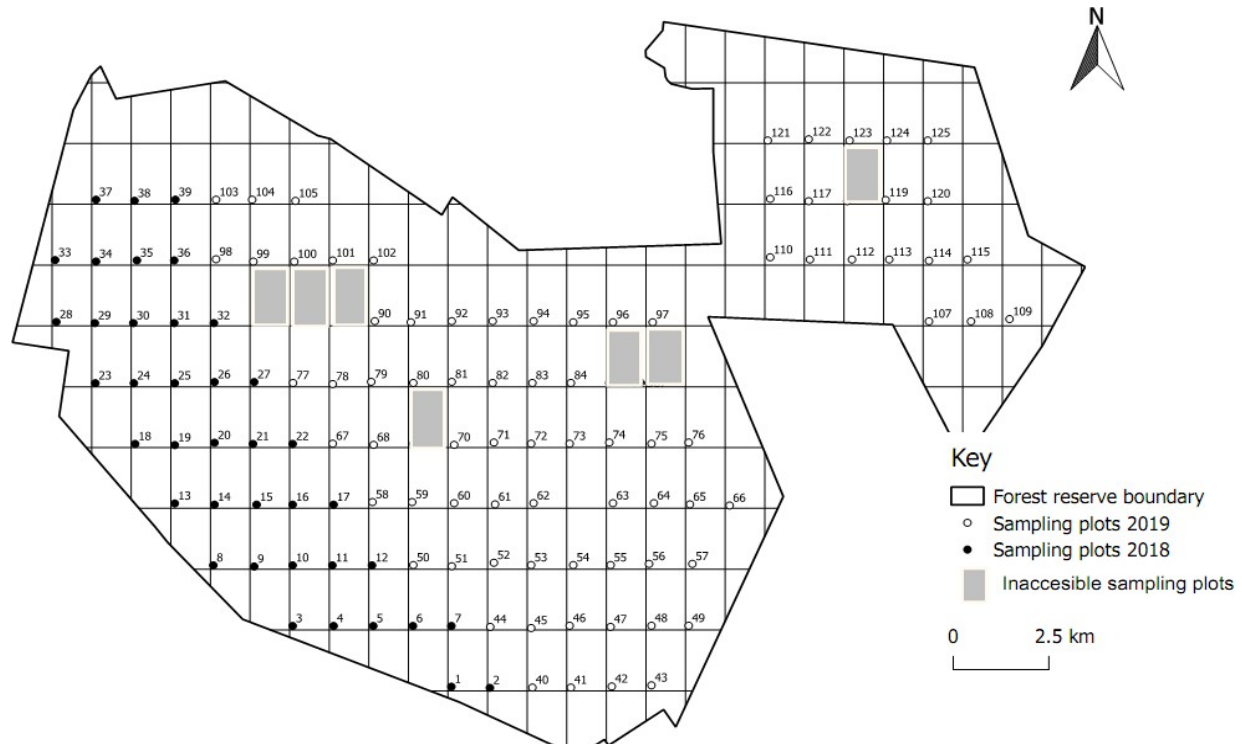 N
121 122 123 124 125
37 38 39 103 104 105 116 117 119 120
33 34 35 36 98 99 100 101 102 110 111 112 113 114 115
28 29 30 31 32 90 91 92 93 94 95 96 97 107 108 109
23 24 25 26 27 77 78 79 80 81 82 83 84
18 19 20 21 22 67 68 70 71 72 73 74 75 76
13 14 15 16 17 58 59 60 61 62 63 64 65 66
8 9 10 11 12 50 51 52 53 54 55 56 57
3 4 5 6 7 44 45 46 47 48 49
1 2 40 41 42 43
Key
Forest reserve boundary
Sampling plots 2019
Sampling plots 2018
Inaccesible sampling plots
0 2.5 km